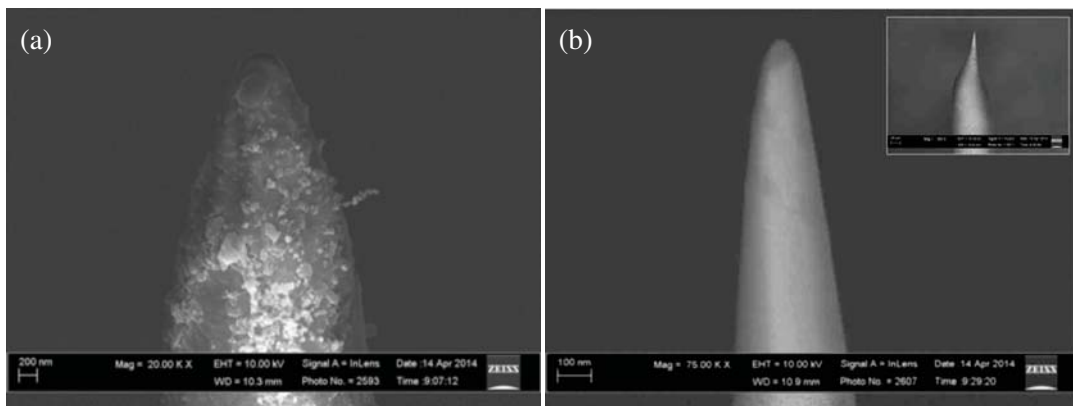 (a)
200 nm Mag = 20.00 K X EHT = 10.00 kV Signal A = InLens Date :14 Apr 2014 ZEISS
WD = 10.3 mm Photo No. = 2593 Time :9:07:12
(b)
100 nm Mag = 75.00 K X EHT = 10.00 kV Signal A = InLens Date :14 Apr 2014 ZEISS
WD = 10.9 mm Photo No. = 2607 Time :9:29:20